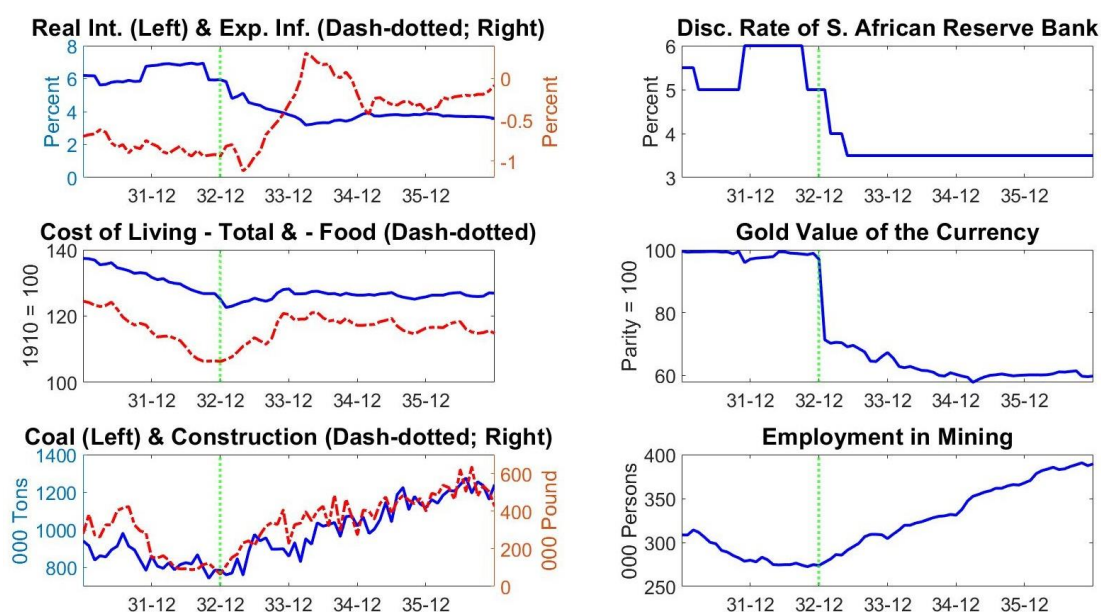 Real Int. (Left) & Exp. Inf. (Dash-dotted; Right)
8
6
4
2
0
Percent
0
-0.5
-1
Percent
31-12 32-12 33-12 34-12 35-12
Disc. Rate of S. African Reserve Bank
6
5
4
3
Percent
31-12 32-12 33-12 34-12 35-12
Cost of Living - Total & - Food (Dash-dotted)
140
120
100
1910 = 100
31-12 32-12 33-12 34-12 35-12
Gold Value of the Currency
100
80
60
Parity = 100
31-12 32-12 33-12 34-12 35-12
Coal (Left) & Construction (Dash-dotted; Right)
1400
1200
1000
800
000 Tons
600
400
200
0
000 Pound
31-12 32-12 33-12 34-12 35-12
Employment in Mining
400
350
300
250
000 Persons
31-12 32-12 33-12 34-12 35-12